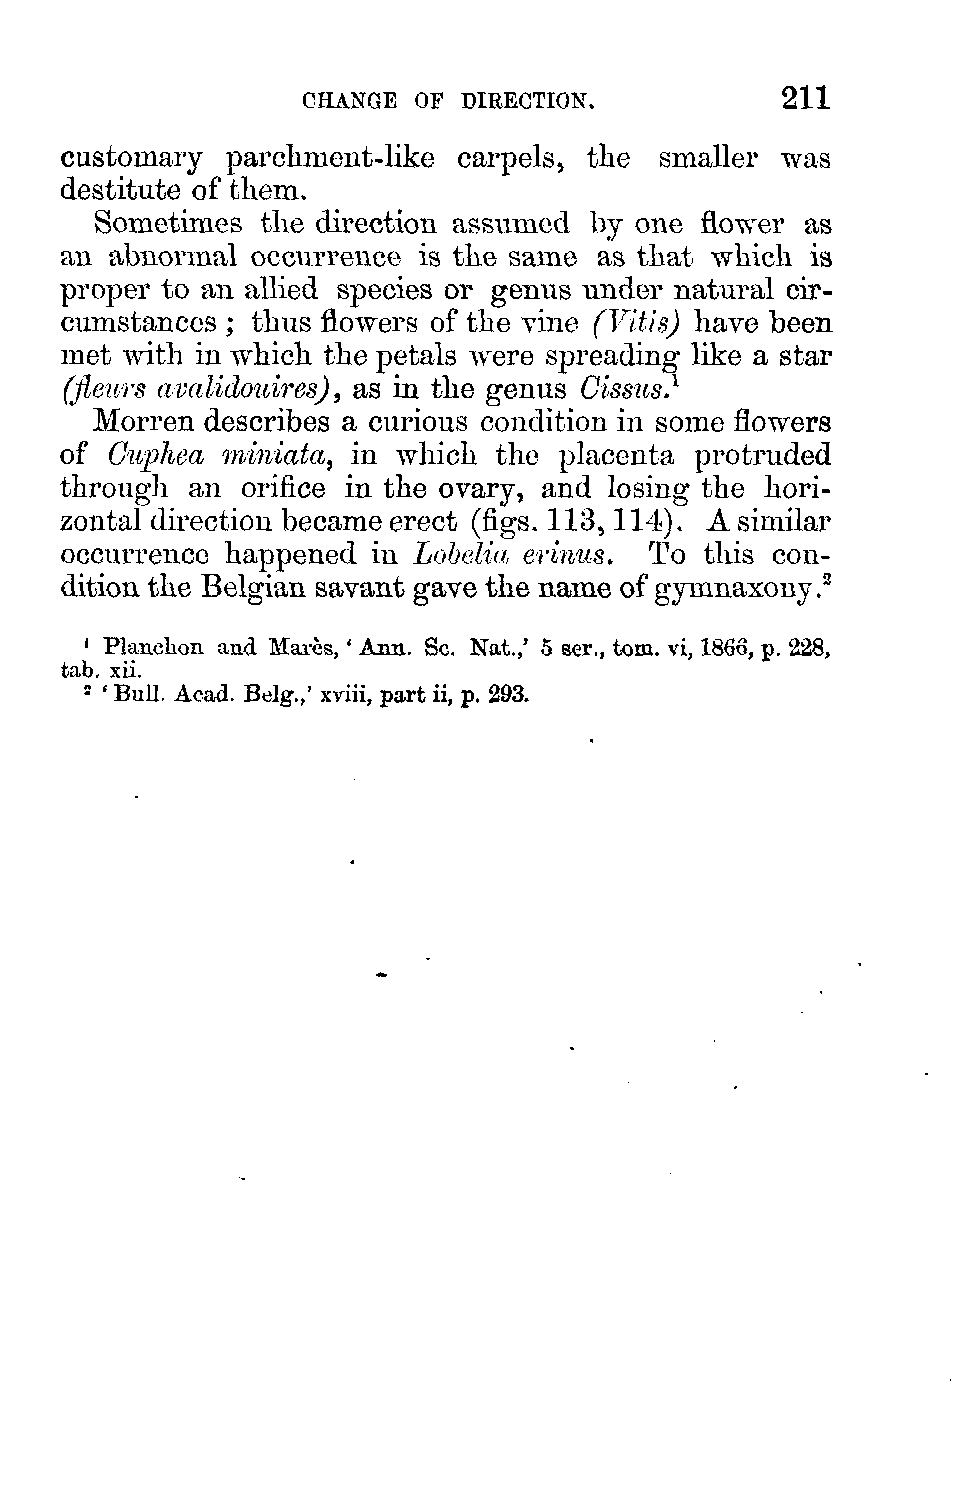 CHANGE OF DIRECTION. 211
customary parchment-like carpels, the smaller was
destitute of them.
Sometimes the direction assumed by one flower as
an abnormal occurrence is the same as that which is
proper to an allied species or genus under natural cir-
cumstances ; thus flowers of the vine (Vitis) have been
met with in which the petals were spreading like a star
(fleurs avalidouires), as in the genus Cissus.¹
Morren describes a curious condition in some flowers
of Cuphea miniata, in which the placenta protruded
through an orifice in the ovary, and losing the hori-
zontal direction became erect (figs. 113, 114). A similar
occurrence happened in Lobelia erinus. To this con-
dition the Belgian savant gave the name of gymnaxony.²
¹ Planchon and Marès, ‘ Ann. Sc. Nat.,’ 5 ser., tom. vi, 1866, p. 228,
tab. xii.
² ‘ Bull. Acad. Belg.,’ xviii, part ii, p. 293.